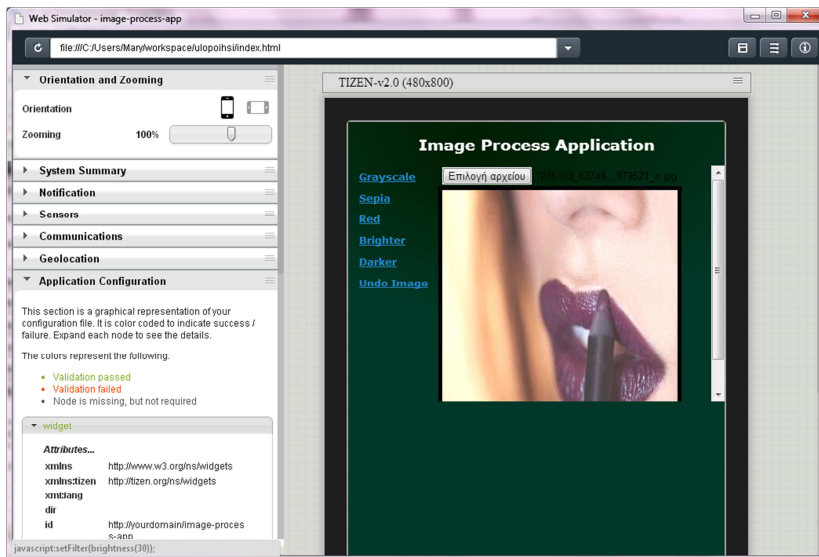 Web Simulator - image-process-app
file:///C:/Users/Mary/workspace/ulopoihsi/index.html
Orientation and Zooming
Orientation
Zooming 100%
System Summary
Notification
Sensors
Communications
Geolocation
Application Configuration
This section is a graphical representation of your
configuration file. It is color coded to indicate success /
failure. Expand each node to see the details.
The colors represent the following:
Validation passed
Validation failed
Node is missing, but not required
widget
Attributes...
xmlns http://www.w3.org/ns/widgets
xmlns:tizen http://tizen.org/ns/widgets
xml:lang
dir
id http://yourdomain/image-proces
s-app
javascript:setFilter(brightness(30));
TIZEN-v2.0 (480x800)
Image Process Application
Grayscale
Sepia
Red
Brighter
Darker
Undo Image
Επιλογή αρχείου 1235103_53748...979521_n.jpg